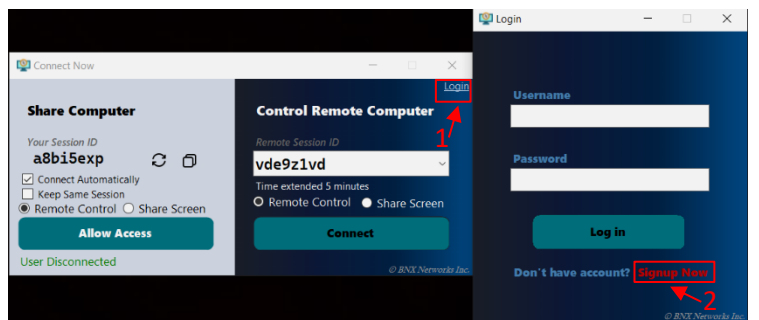 Connect Now
Share Computer
Your Session ID
a8bi5exp
Connect Automatically
Keep Same Session
Remote Control Share Screen
Allow Access
User Disconnected
Login
Control Remote Computer
1
Remote Session ID
vde9z1vd
Time extended 5 minutes
Remote Control Share Screen
Connect
© BNX Networks Inc.
Login
Username
Password
Log in
Don't have account? Signup Now
2
© BNX Networks Inc.